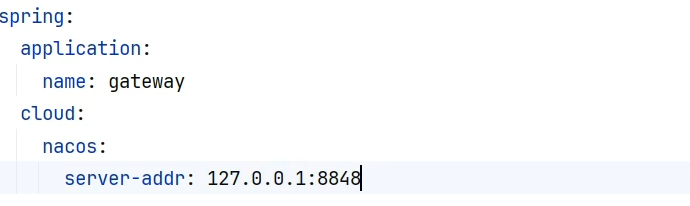 spring:
  application:
    name: gateway
  cloud:
    nacos:
      server-addr: 127.0.0.1:8848